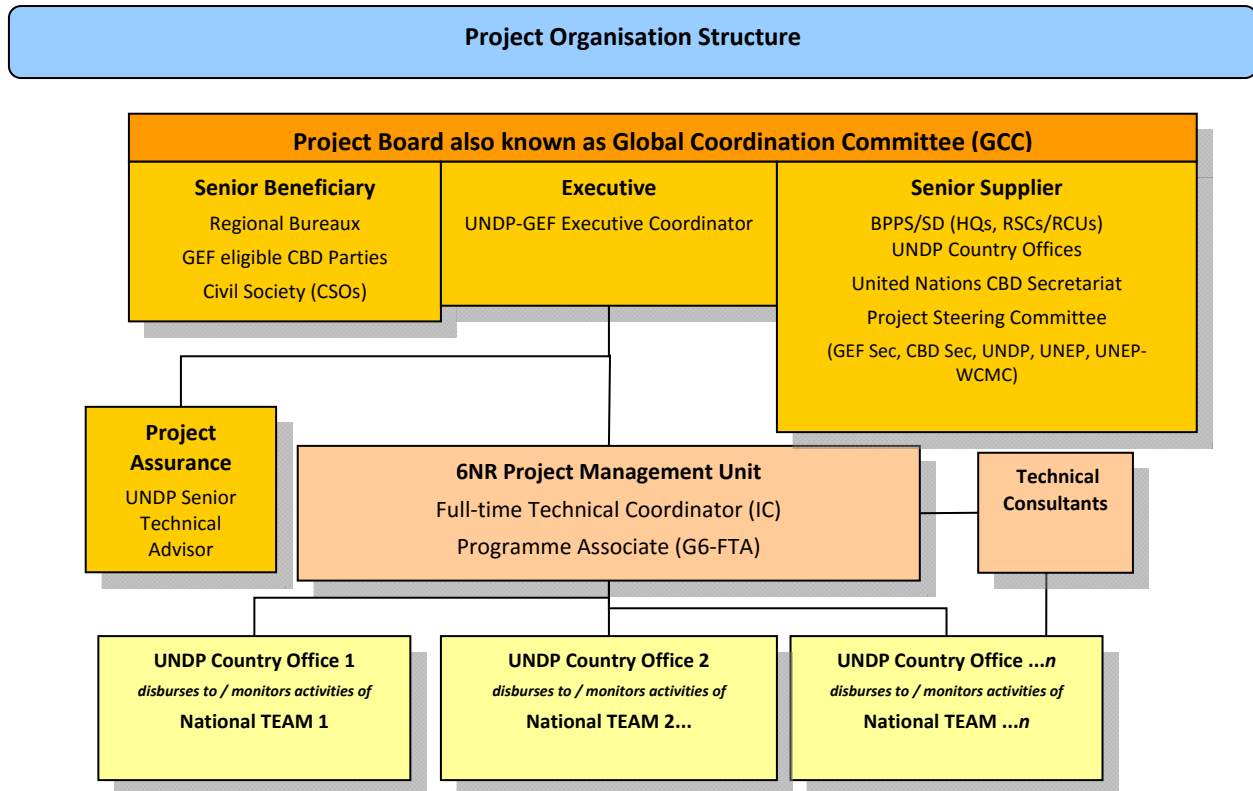 Project Organisation Structure
Project Board also known as Global Coordination Committee (GCC)
Senior Beneficiary
Regional Bureaux
GEF eligible CBD Parties
Civil Society (CSOs)
Executive
UNDP-GEF Executive Coordinator
Senior Supplier
BPPS/SD (HQs, RSCs/RCUs)
UNDP Country Offices
United Nations CBD Secretariat
Project Steering Committee
(GEF Sec, CBD Sec, UNDP, UNEP, UNEP-
WCMC)
Project
Assurance
UNDP Senior
Technical
Advisor
6NR Project Management Unit
Full-time Technical Coordinator (IC)
Programme Associate (G6-FTA)
Technical
Consultants
UNDP Country Office 1
disburses to / monitors activities of
National TEAM 1
UNDP Country Office 2
disburses to / monitors activities of
National TEAM 2...
UNDP Country Office ...n
disburses to / monitors activities of
National TEAM ...n